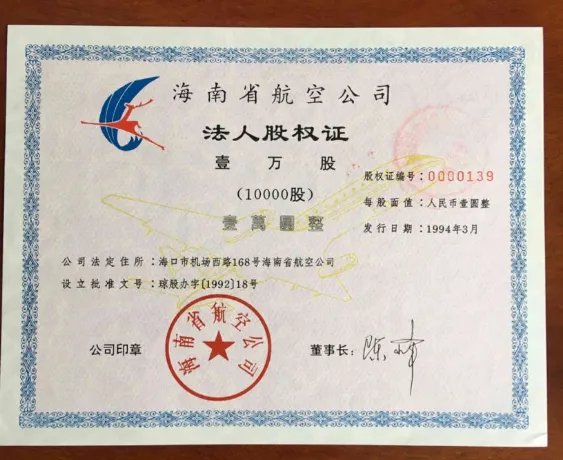 海南省航空公司
法人股权证
壹万股
(10000股)
壹萬圓整
股权证编号：0000139
每股面值：人民币壹圆整
发行日期：1994年3月
公司法定住所：海口市机场西路168号海南省航空公司
设立批准文号：琼股办字[1992]18号
公司印章
海南省航空公司
董事长：